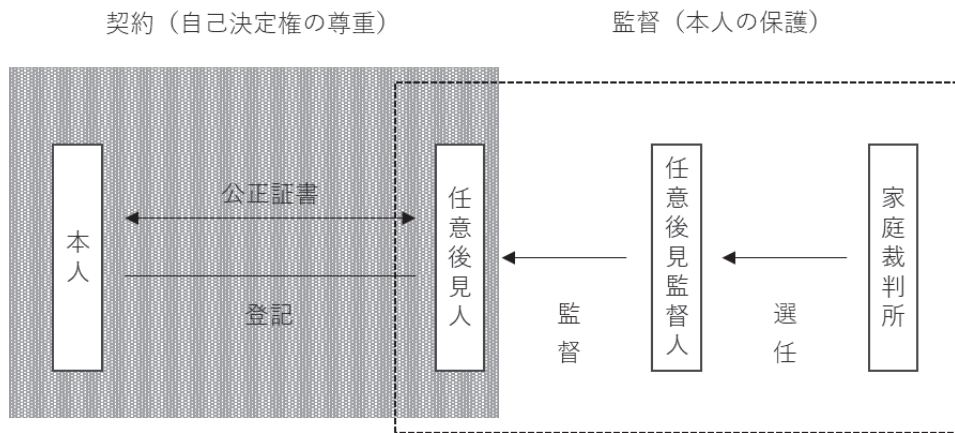 契約（自己決定権の尊重）
監督（本人の保護）
本人
公正証書
登記
任意後見人
監督
任意後見監督人
選任
家庭裁判所